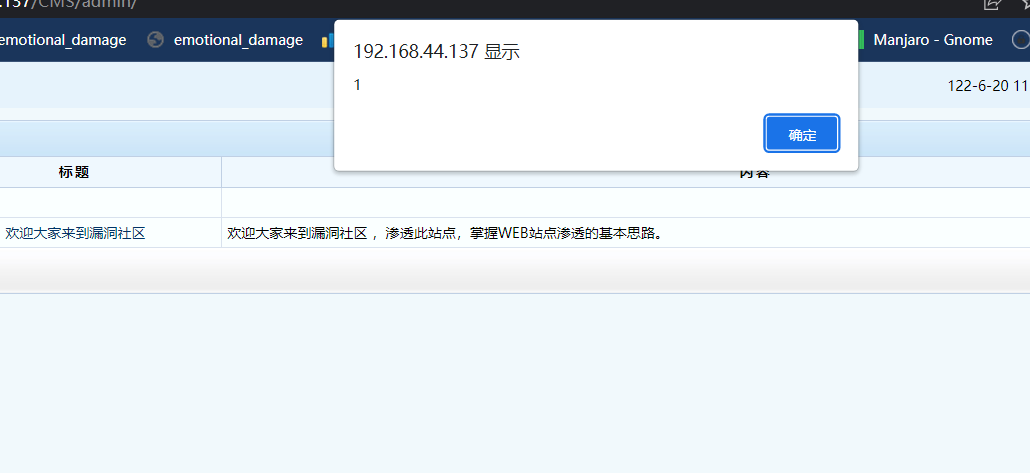 .137/CMS/admin/
emotional_damage emotional_damage Manjaro - Gnome
192.168.44.137 显示
1
确定
122-6-20 11
标题 内容
欢迎大家来到漏洞社区 欢迎大家来到漏洞社区 ，渗透此站点，掌握WEB站点渗透的基本思路。